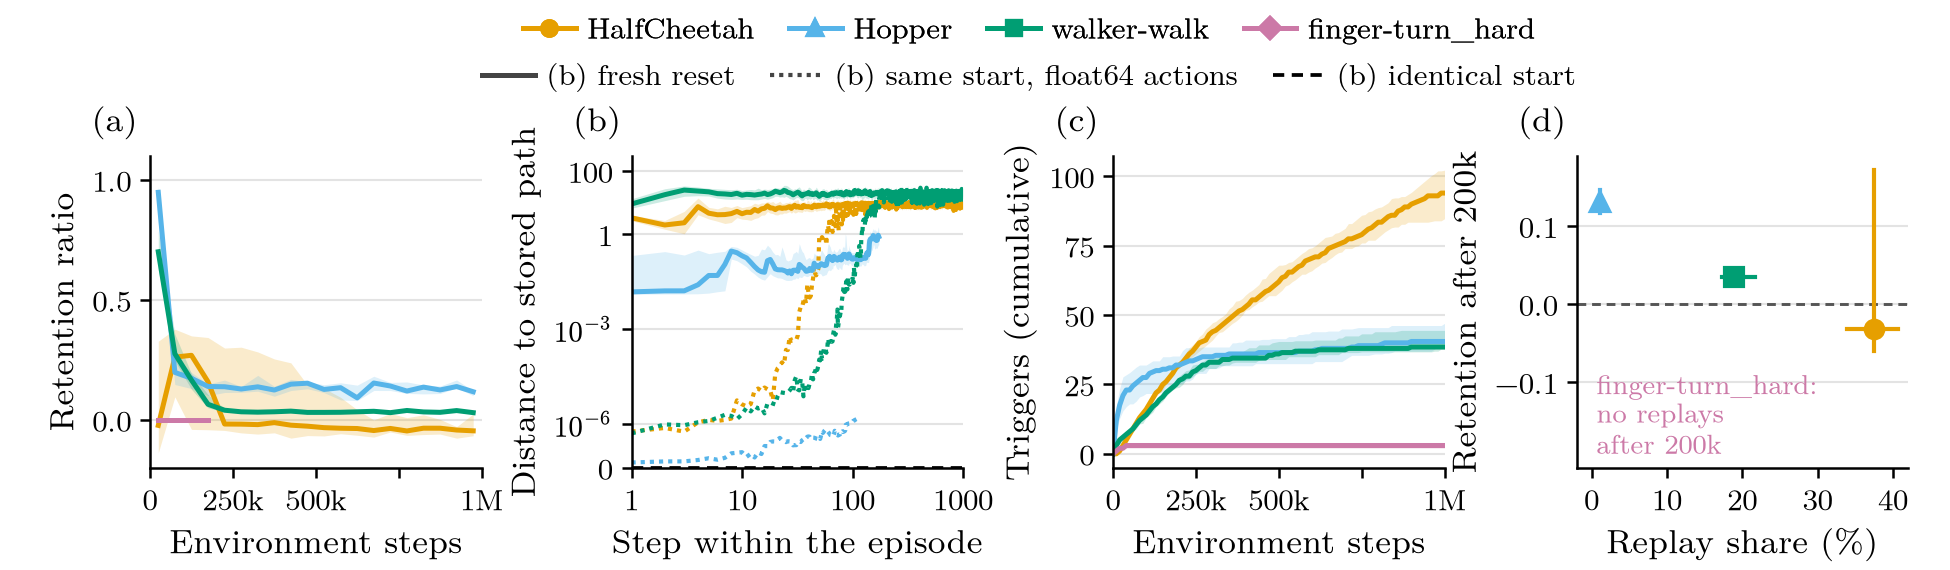 HalfCheetah Hopper walker-walk finger-turn_hard
(b) fresh reset (b) same start, float64 actions (b) identical start
(a)
Retention ratio
1.0
0.5
0.0
0 250k 500k 1M
Environment steps
(b)
Distance to stored path
100
1
10⁻³
10⁻⁶
0
1 10 100 1000
Step within the episode
(c)
Triggers (cumulative)
100
75
50
25
0
0 250k 500k 1M
Environment steps
(d)
Retention after 200k
0.1
0.0
−0.1
finger-turn_hard:
no replays
after 200k
0 10 20 30 40
Replay share (%)